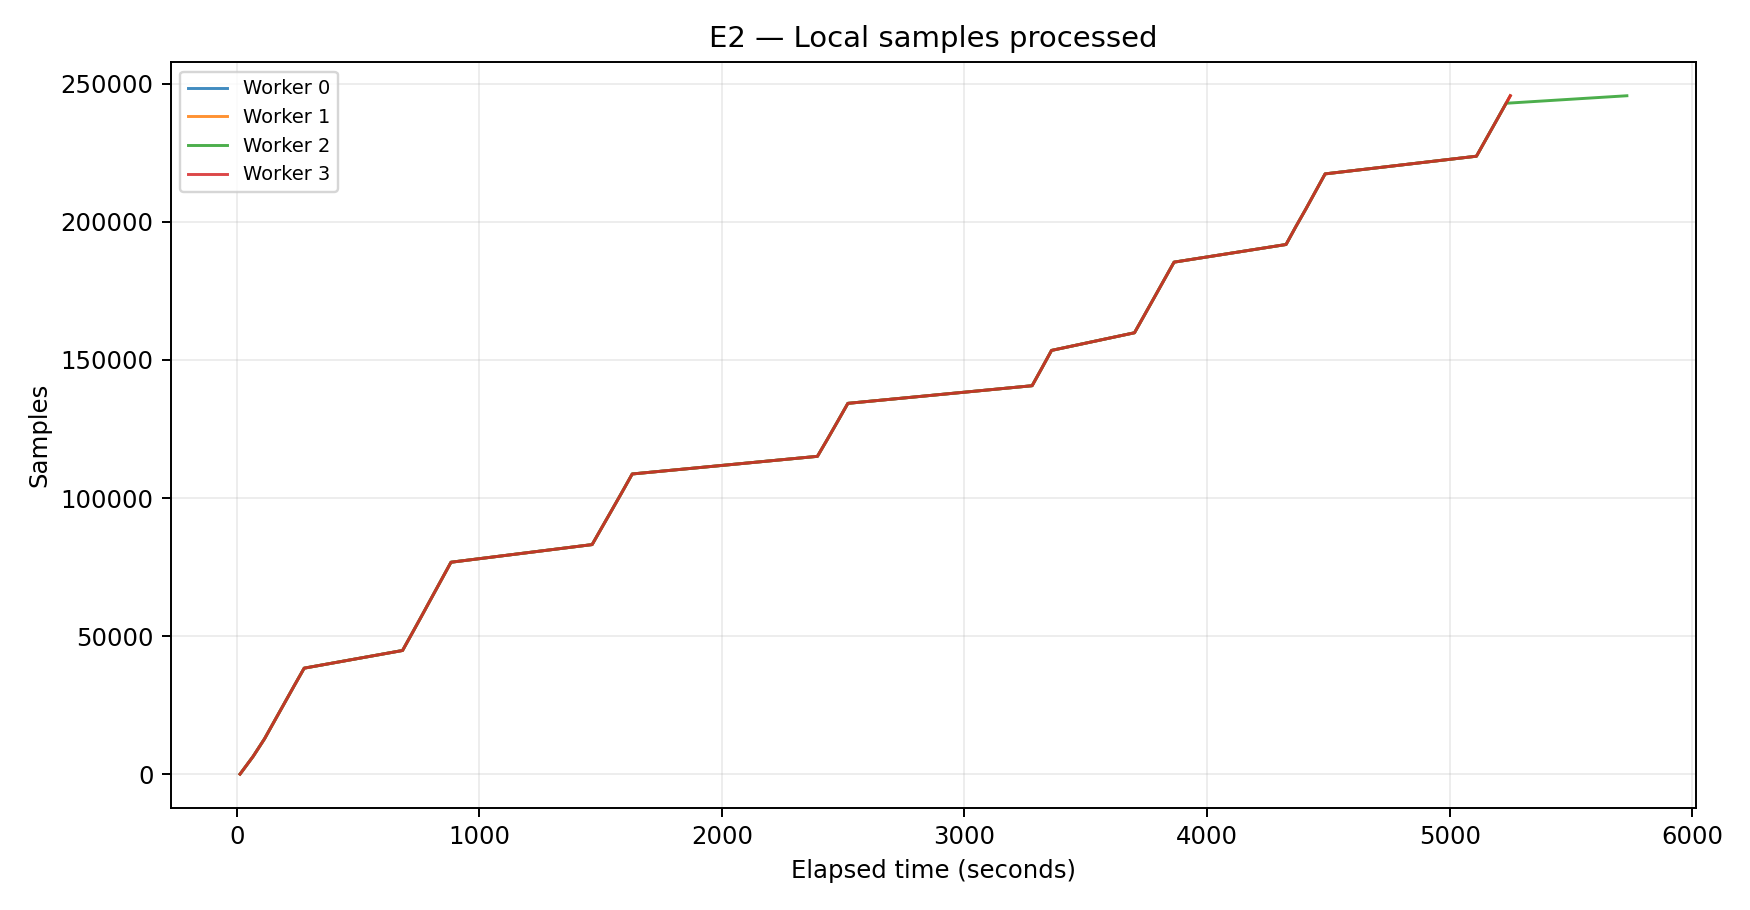 E2 — Local samples processed
250000
200000
150000
100000
50000
0
Samples
Worker 0
Worker 1
Worker 2
Worker 3
0 1000 2000 3000 4000 5000 6000
Elapsed time (seconds)